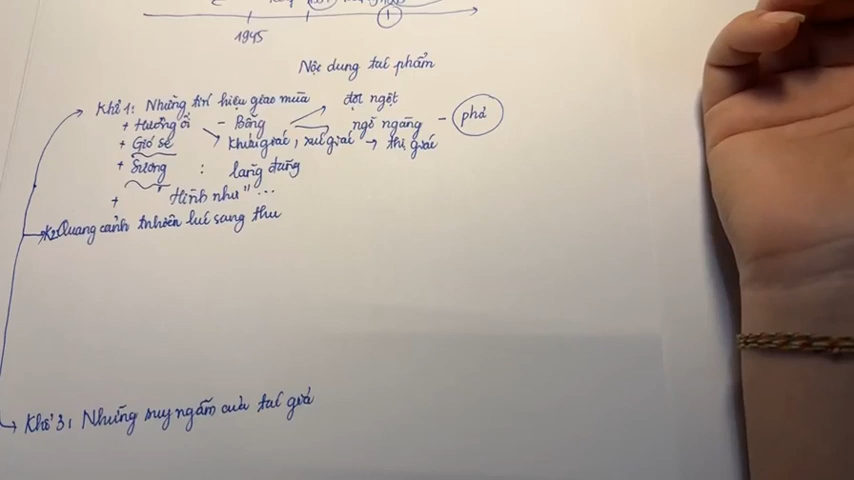 1945
Nội dung tác phẩm
Khổ 1: Những tín hiệu giao mùa
+ Hương ổi - Bỗng đột ngột
ngỡ ngàng - phả
+ Gió se khứu giác, xúc giác → thị giác
+ Sương : lãng đãng
+ "Hình như" ...
K2: Quang cảnh thiên nhiên lúc sang thu
Khổ 3: Những suy ngẫm của tác giả